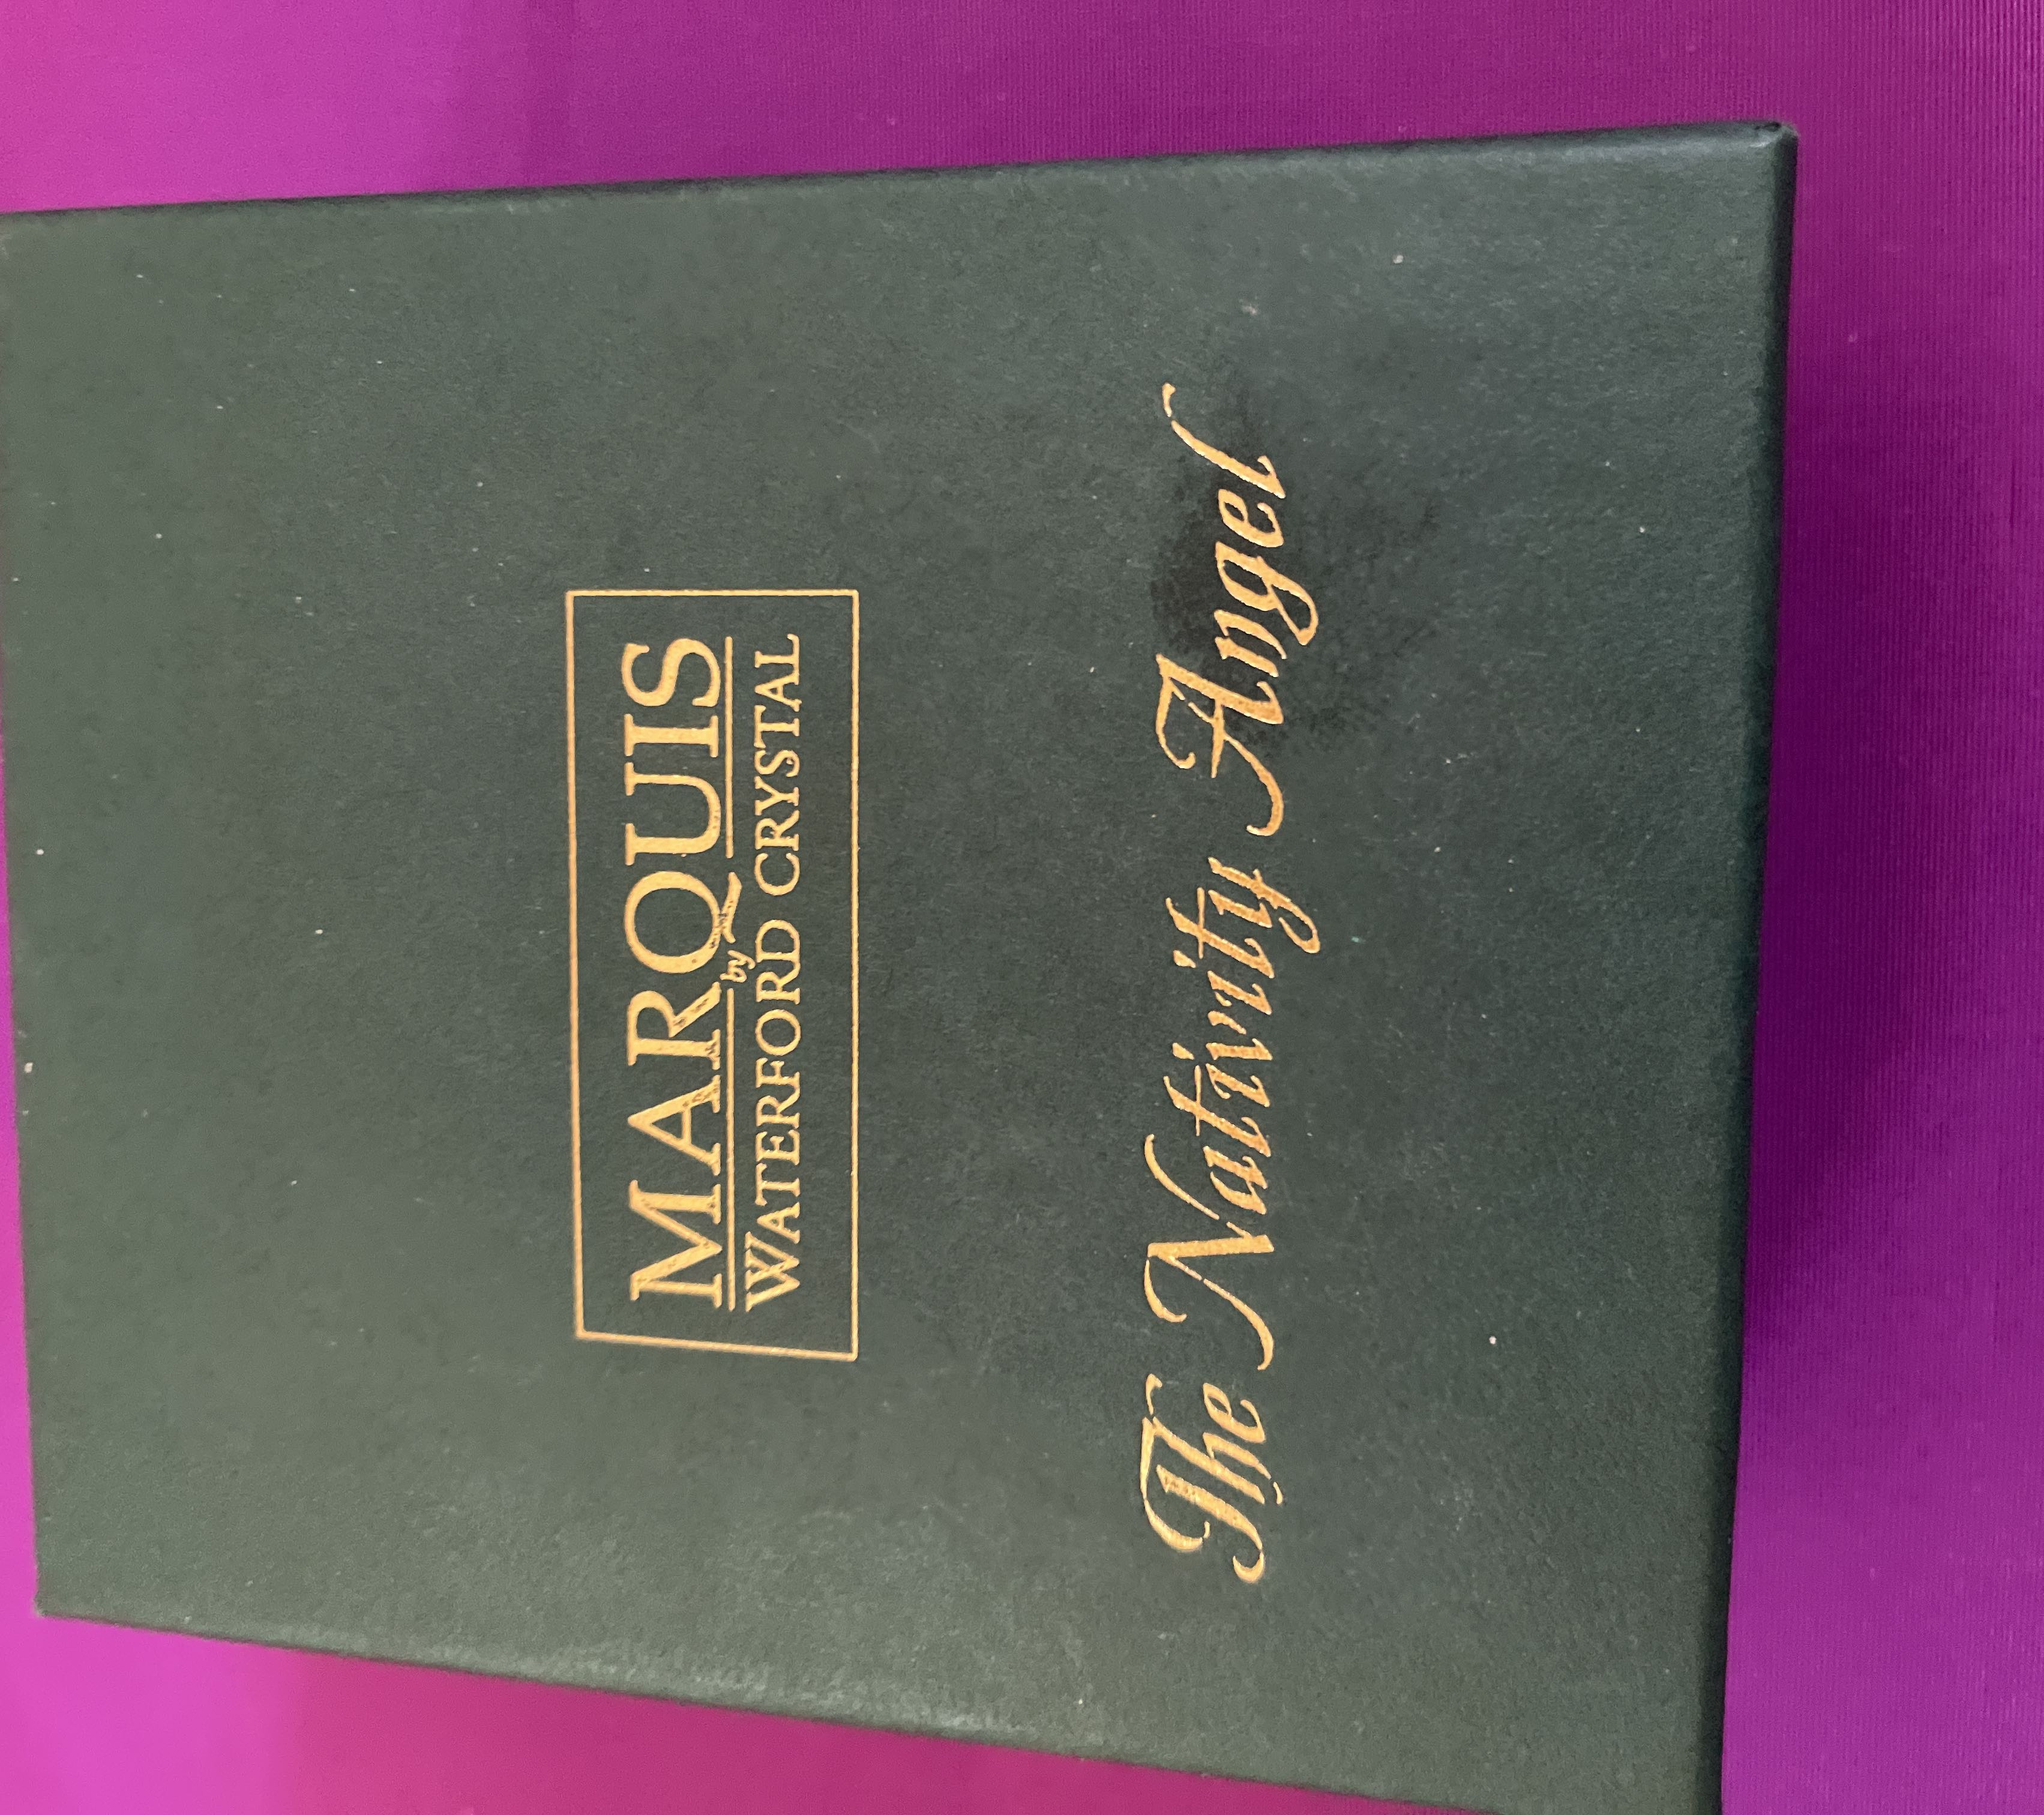 MARQUIS
by
WATERFORD CRYSTAL
The Nativity Angel